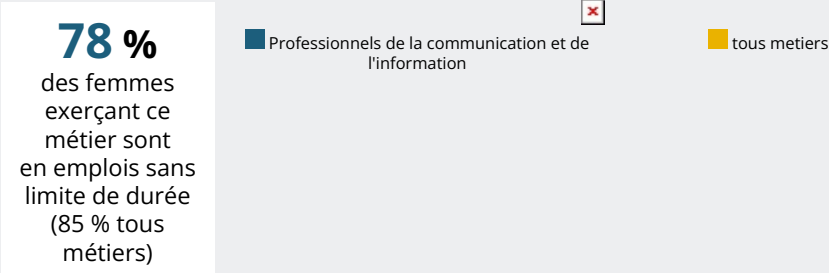 78 %
des femmes
exerçant ce
métier sont
en emplois sans
limite de durée
(85 % tous
métiers)
Professionnels de la communication et de
l'information
tous metiers